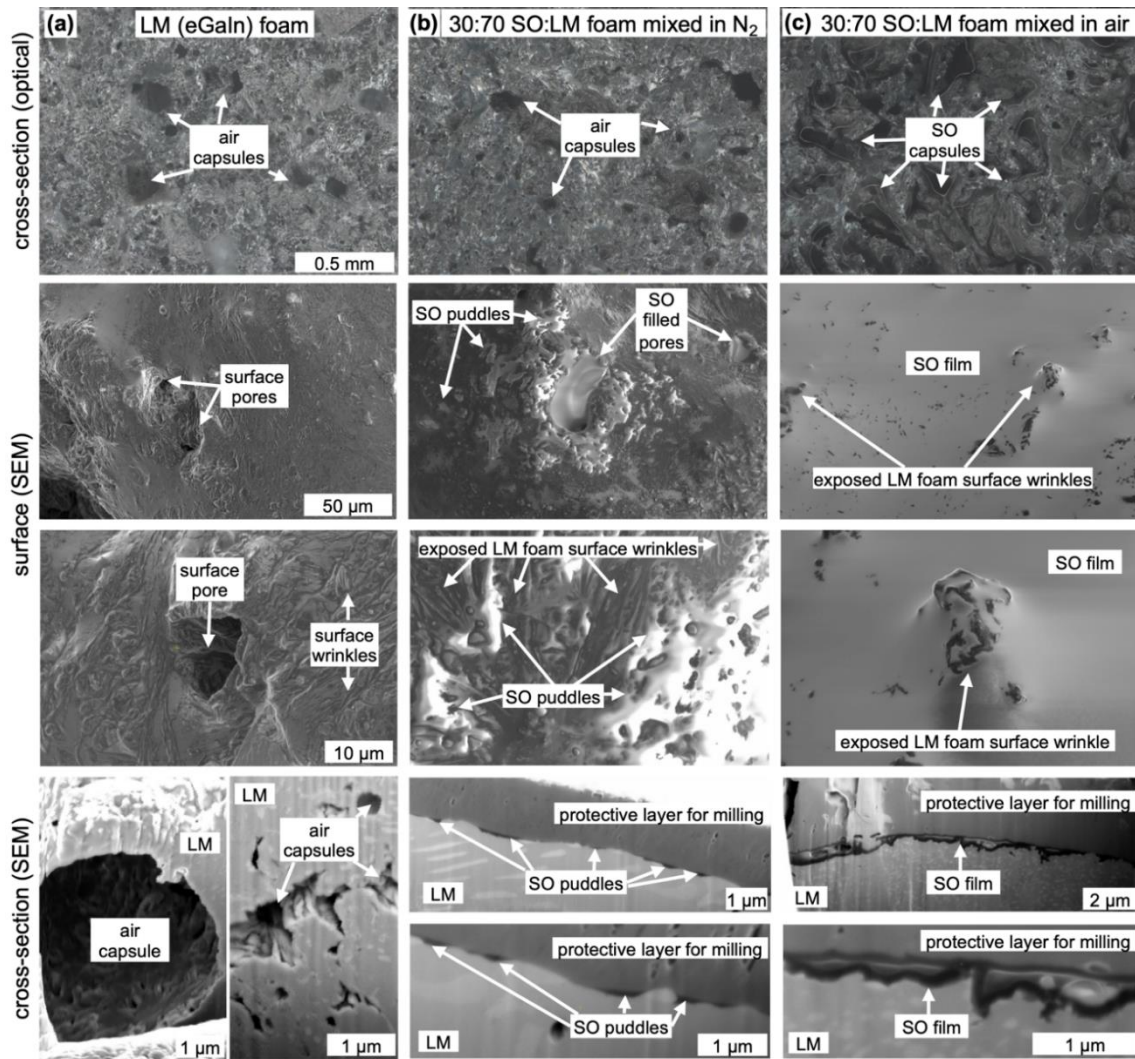 (a) LM (eGaIn) foam
(b) 30:70 SO:LM foam mixed in N2
(c) 30:70 SO:LM foam mixed in air
cross-section (optical)
air
capsules
0.5 mm
air
capsules
SO
capsules
surface (SEM)
surface
pores
50 µm
SO puddles
SO
filled
pores
SO film
exposed LM foam surface wrinkles
surface
pore
surface
wrinkles
10 µm
exposed LM foam surface wrinkles
SO puddles
SO film
exposed LM foam surface wrinkle
cross-section (SEM)
LM
air
capsule
1 µm
LM
air
capsules
1 µm
protective layer for milling
SO puddles
LM
1 µm
protective layer for milling
SO puddles
LM
1 µm
protective layer for milling
SO film
LM
2 µm
protective layer for milling
SO film
LM
1 µm